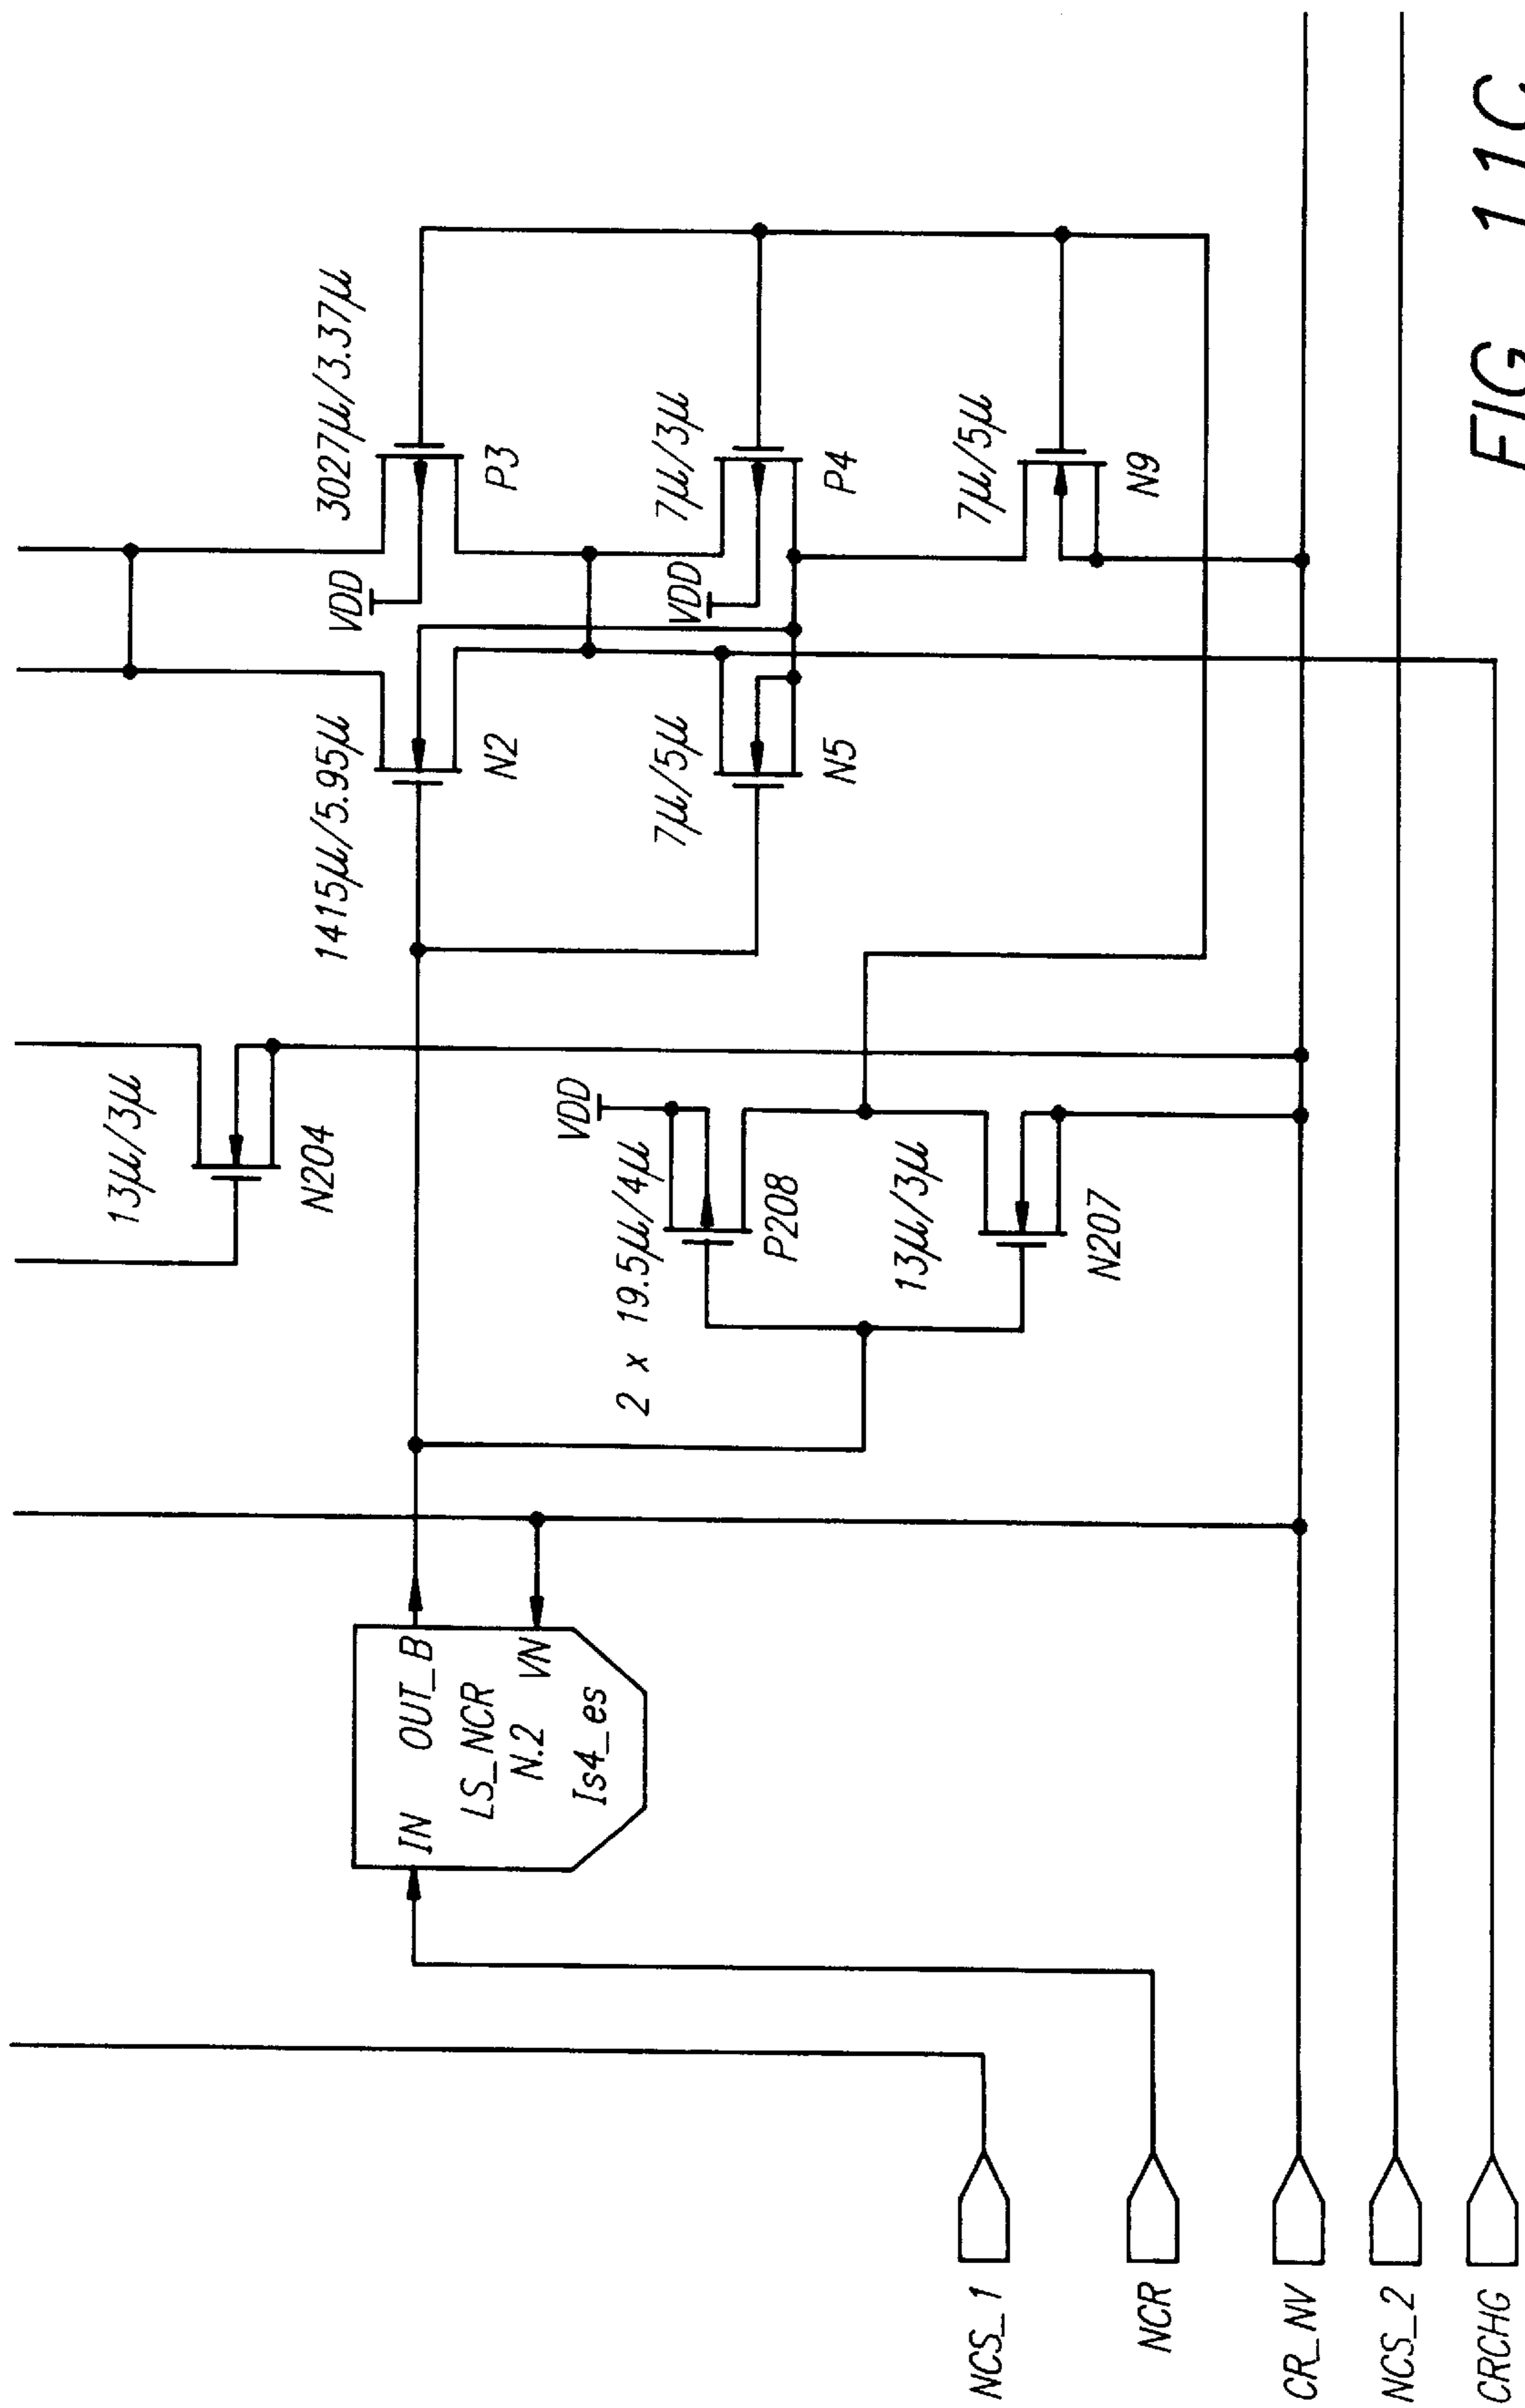 13μ/3μ
N204
1415μ/5.95μ
N2
3027μ/3.37μ
VDD
P3
IN OUT_B
LS_NCR
N.2 VN
Is4_es
2 x 19.5μ/4μ
VDD
P208
7μ/5μ
N5
7μ/3μ
VDD
P4
13μ/3μ
N207
7μ/5μ
N9
NCS_1
NCR
CR_NV
NCS_2
CRCHG
FIG. 11C